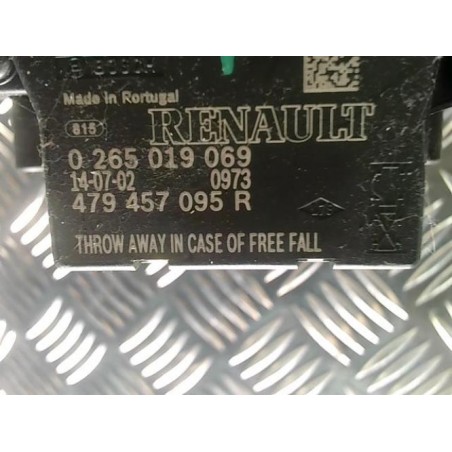 Made in Portugal
815
RENAULT
0 265 019 069
14-07-02 0973
479 457 095 R
THROW AWAY IN CASE OF FREE FALL